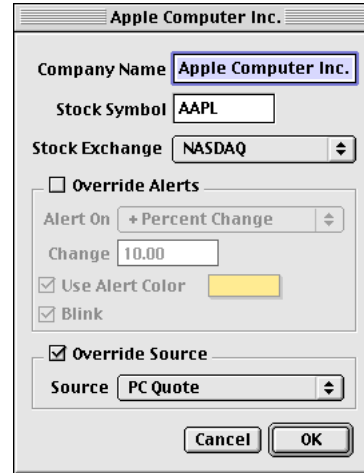 Apple Computer Inc.
Company Name Apple Computer Inc.
Stock Symbol AAPL
Stock Exchange NASDAQ
Override Alerts
Alert On + Percent Change
Change 10.00
Use Alert Color
Blink
Override Source
Source PC Quote
Cancel OK